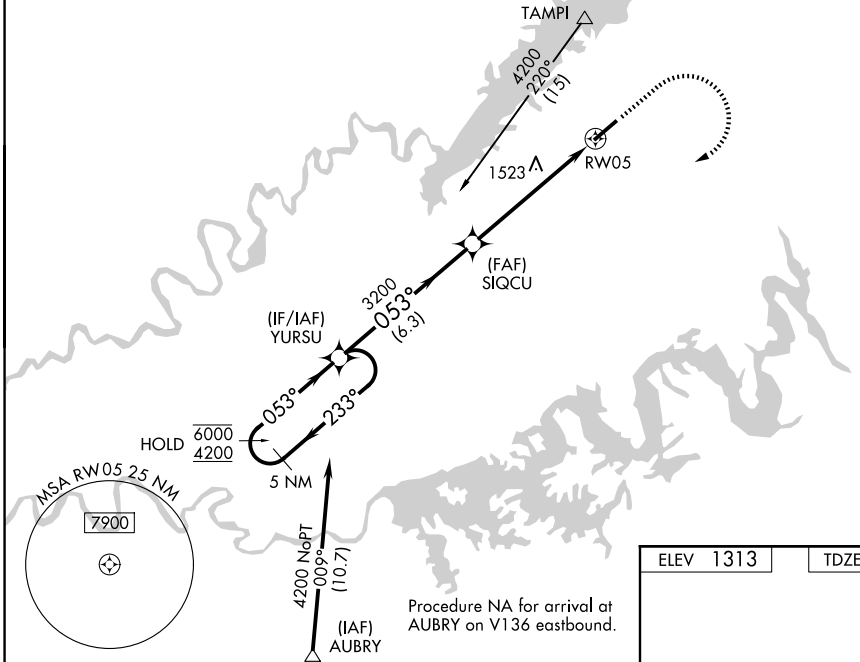 TAMPI
4200
220°
(15)
1523
RW05
(FAF)
SIQCU
3200
053°
(6.3)
(IF/IAF)
YURSU
053°
233°
HOLD
6000
4200
5 NM
MSA RW05 25 NM
7900
4200 NoPT
009°
(10.7)
(IAF)
AUBRY
Procedure NA for arrival at
AUBRY on V136 eastbound.
ELEV 1313
TDZE